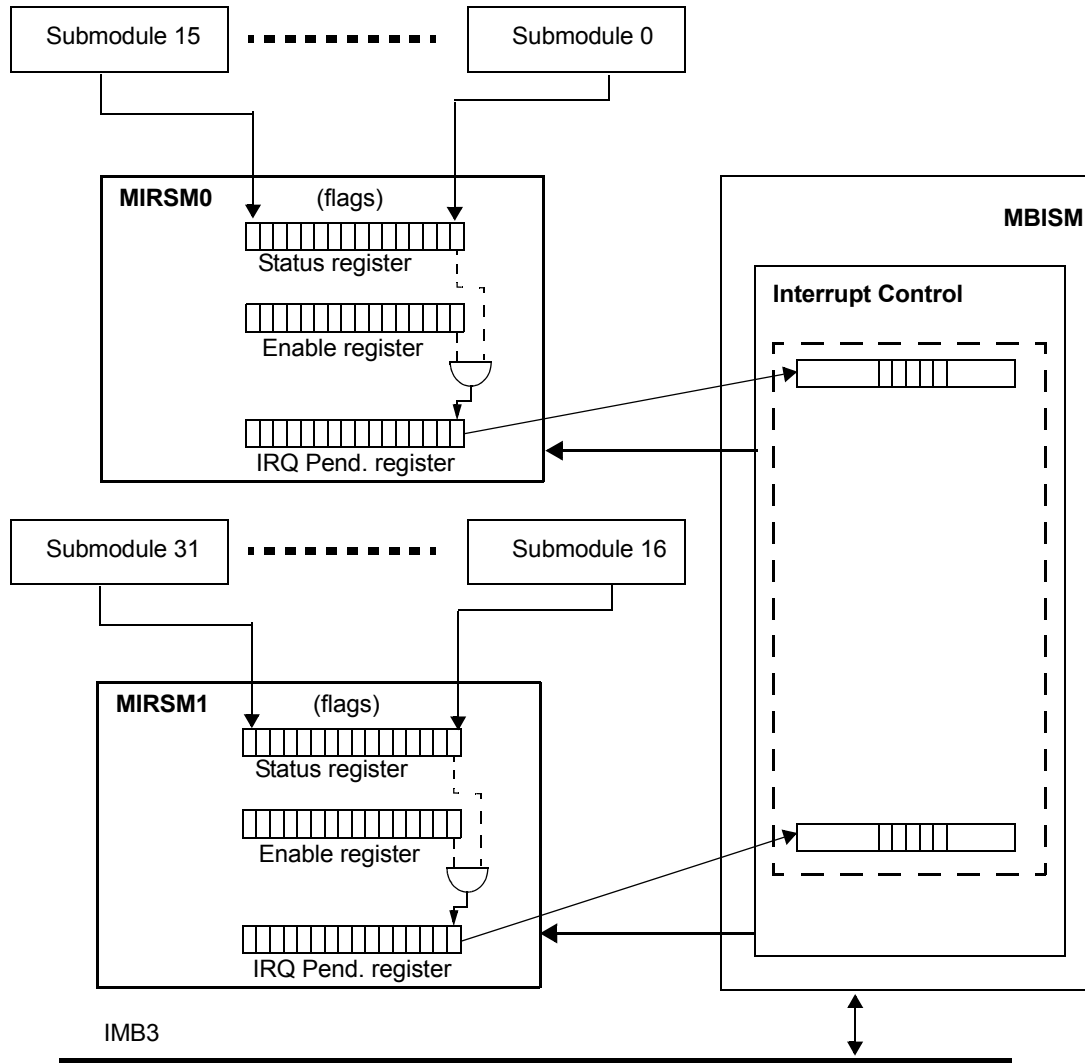 Submodule 15
Submodule 0
MIRSM0
(flags)
Status register
Enable register
IRQ Pend. register
MBISM
Interrupt Control
Submodule 31
Submodule 16
MIRSM1
(flags)
Status register
Enable register
IRQ Pend. register
IMB3